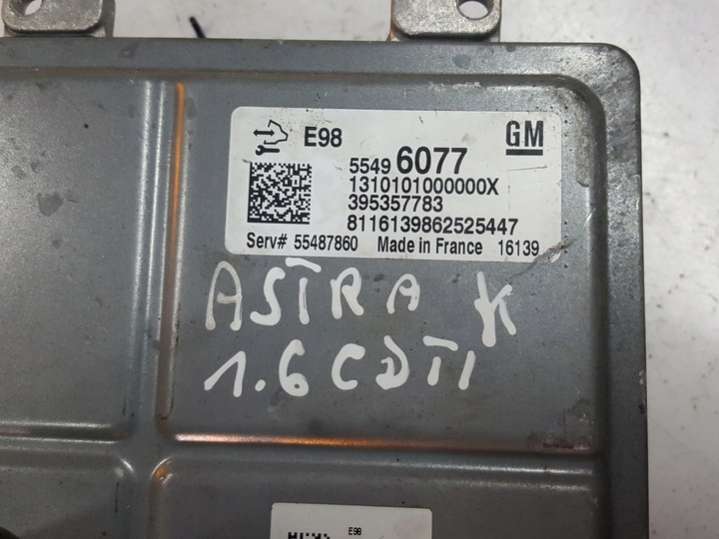 E98 GM
5549 6077
1310101000000X
395357783
8116139862525447
Serv# 55487860 Made in France 16139
ASTRA K
1.6 CDTI
E98